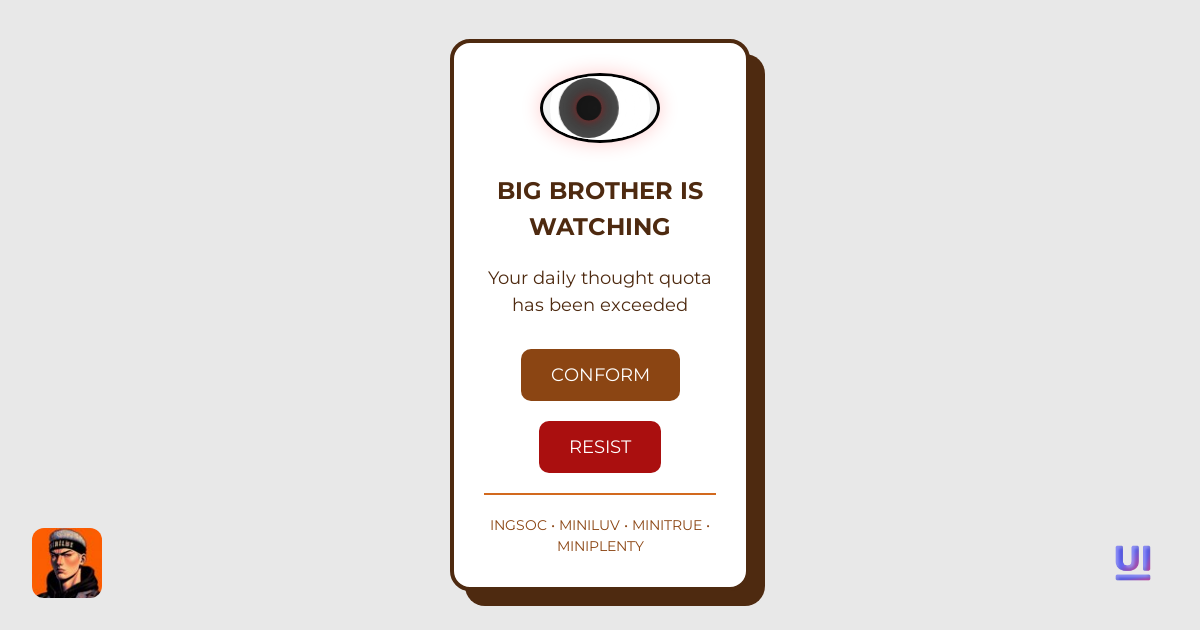 BIG BROTHER IS
WATCHING
Your daily thought quota
has been exceeded
CONFORM
RESIST
INGSOC • MINILUV • MINITRUE •
MINIPLENTY
UI